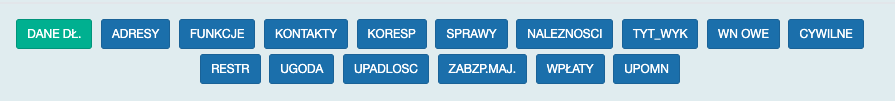 DANE DŁ. ADRESY FUNKCJE KONTAKTY KORESP SPRAWY NALEZNOSCI TYT_WYK WN OWE CYWILNE
RESTR UGODA UPADLOSC ZABZP.MAJ. WPŁATY UPOMN